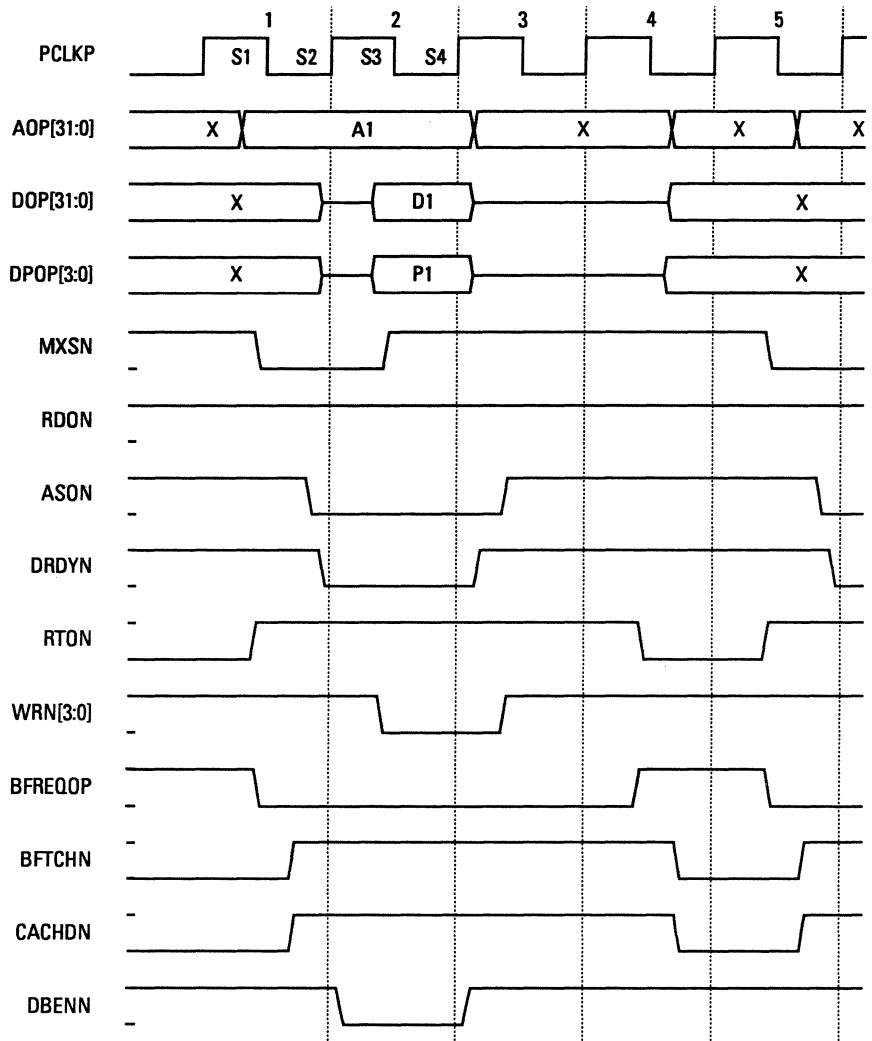 1 2 3 4 5
PCLKP S1 S2 S3 S4
AOP[31:0] X A1 X X X
DOP[31:0] X D1 X
DPOP[3:0] X P1 X
MXSN
RDON
ASON
DRDYN
RTON
WRN[3:0]
BFREQOP
BFTCHN
CACHDN
DBENN